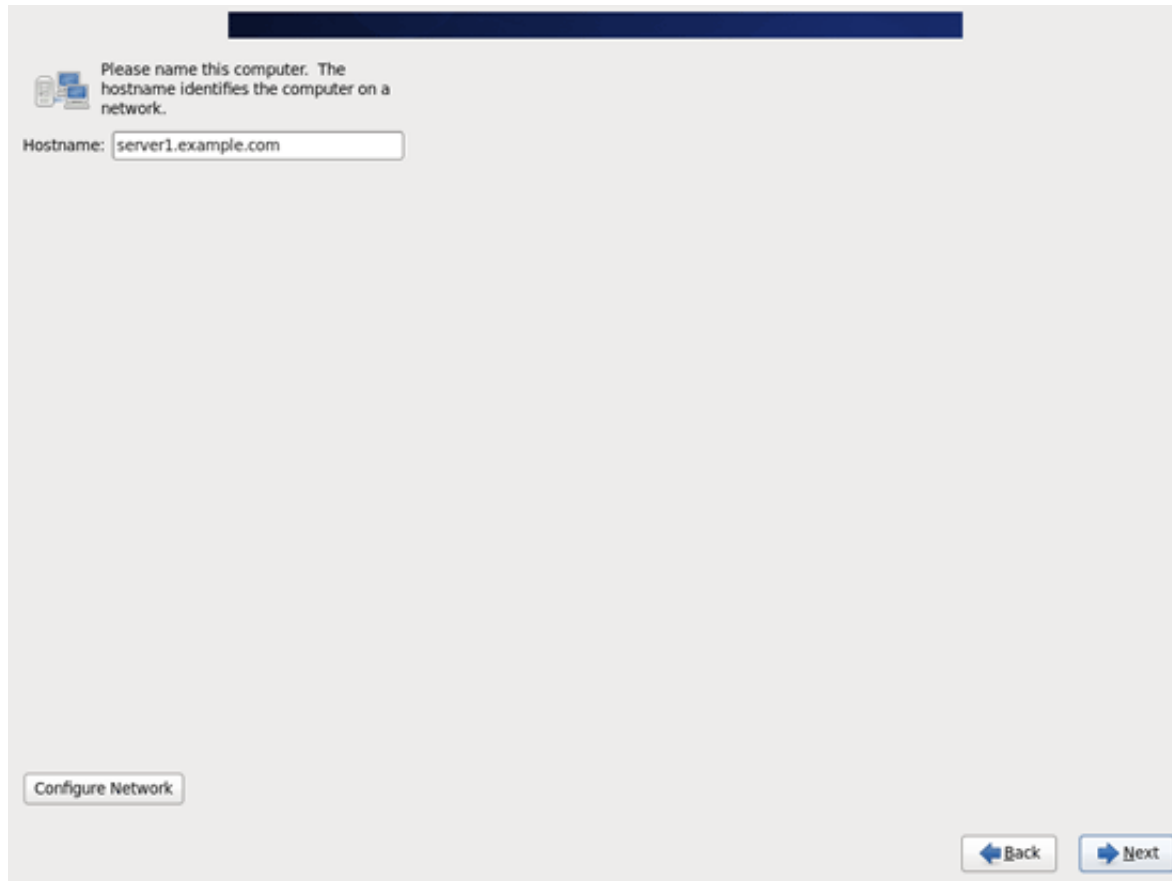 Please name this computer.  The
hostname identifies the computer on a
network.
Hostname: server1.example.com
Configure Network
Back
Next